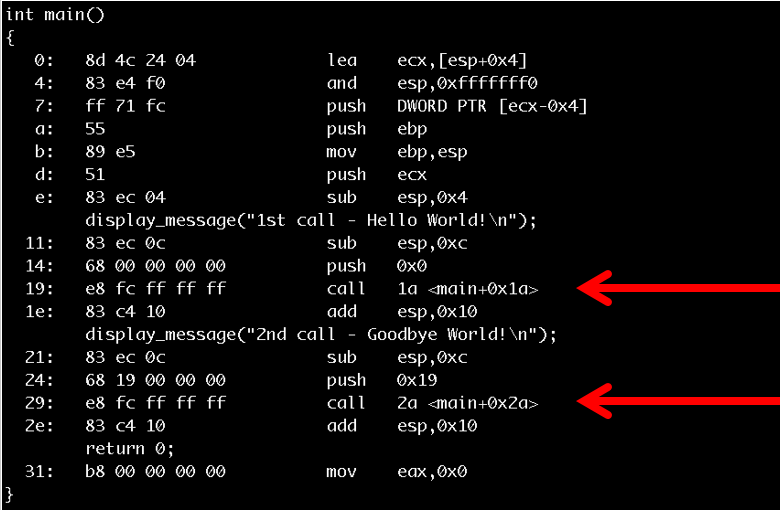 int main()
{
0: 8d 4c 24 04 lea ecx,[esp+0x4]
4: 83 e4 f0 and esp,0xfffffff0
7: ff 71 fc push DWORD PTR [ecx-0x4]
a: 55 push ebp
b: 89 e5 mov ebp,esp
d: 51 push ecx
e: 83 ec 04 sub esp,0x4
display_message("1st call - Hello World!\n");
11: 83 ec 0c sub esp,0xc
14: 68 00 00 00 00 push 0x0
19: e8 fc ff ff ff call 1a <main+0x1a>
1e: 83 c4 10 add esp,0x10
display_message("2nd call - Goodbye World!\n");
21: 83 ec 0c sub esp,0xc
24: 68 19 00 00 00 push 0x19
29: e8 fc ff ff ff call 2a <main+0x2a>
2e: 83 c4 10 add esp,0x10
return 0;
31: b8 00 00 00 00 mov eax,0x0
}